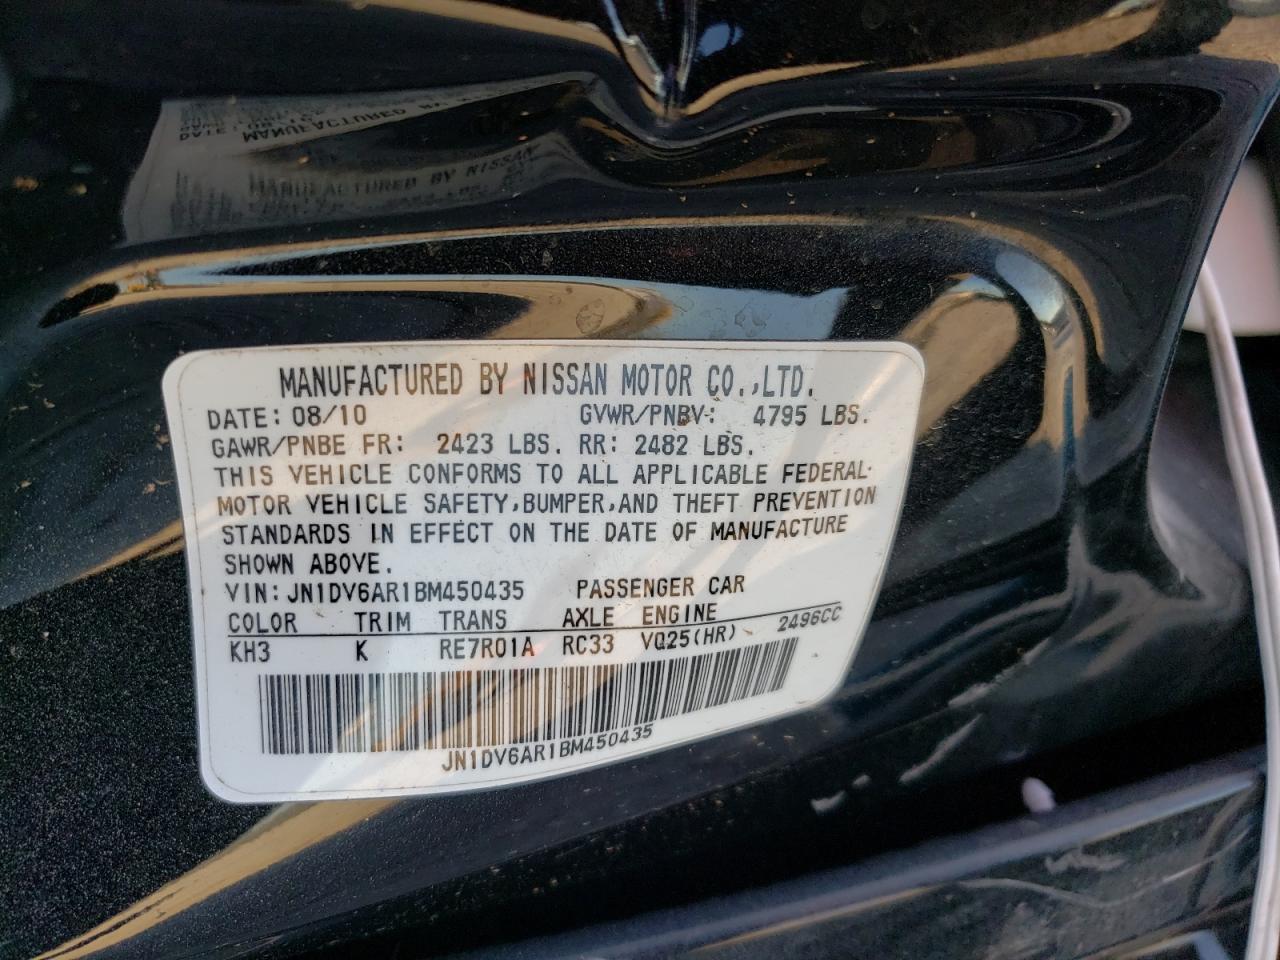 MANUFACTURED BY NISSAN MOTOR CO.,LTD.
DATE: 08/10 GVWR/PNBV: 4795 LBS.
GAWR/PNBE FR: 2423 LBS. RR: 2482 LBS.
THIS VEHICLE CONFORMS TO ALL APPLICABLE FEDERAL
MOTOR VEHICLE SAFETY,BUMPER,AND THEFT PREVENTION
STANDARDS IN EFFECT ON THE DATE OF MANUFACTURE
SHOWN ABOVE.
VIN: JN1DV6AR1BM450435 PASSENGER CAR
COLOR TRIM TRANS AXLE ENGINE
KH3 K RE7R01A RC33 VQ25(HR) 2496CC
JN1DV6AR1BM450435